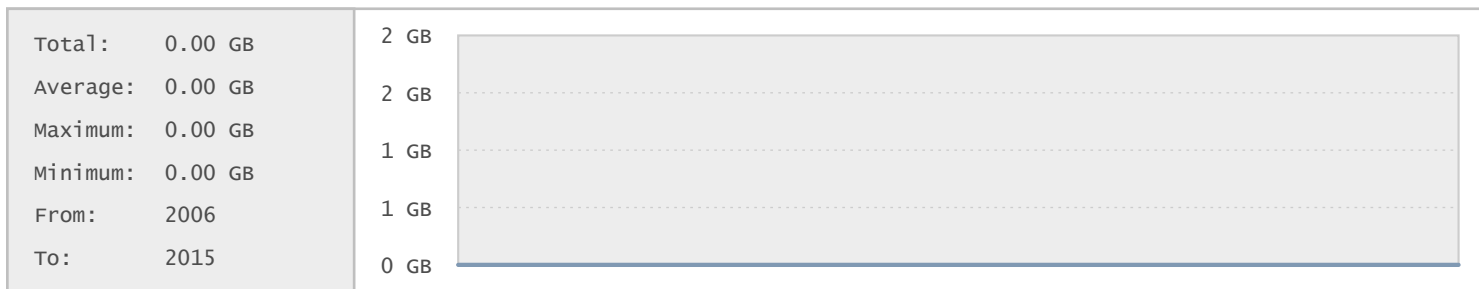 Total: 0.00 GB
Average: 0.00 GB
Maximum: 0.00 GB
Minimum: 0.00 GB
From: 2006
To: 2015
2 GB
2 GB
1 GB
1 GB
0 GB